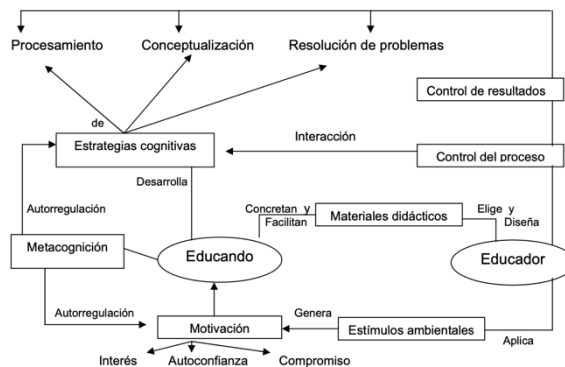 Procesamiento
Conceptualización
Resolución de problemas
Control de resultados
de
Estrategias cognitivas
Interacción
Control del proceso
Desarrolla
Autorregulación
Concretan y
Facilitan
Materiales didácticos
Elige y
Diseña
Metacognición
Educando
Educador
Autorregulación
Motivación
Genera
Estímulos ambientales
Aplica
Interés
Autoconfianza
Compromiso